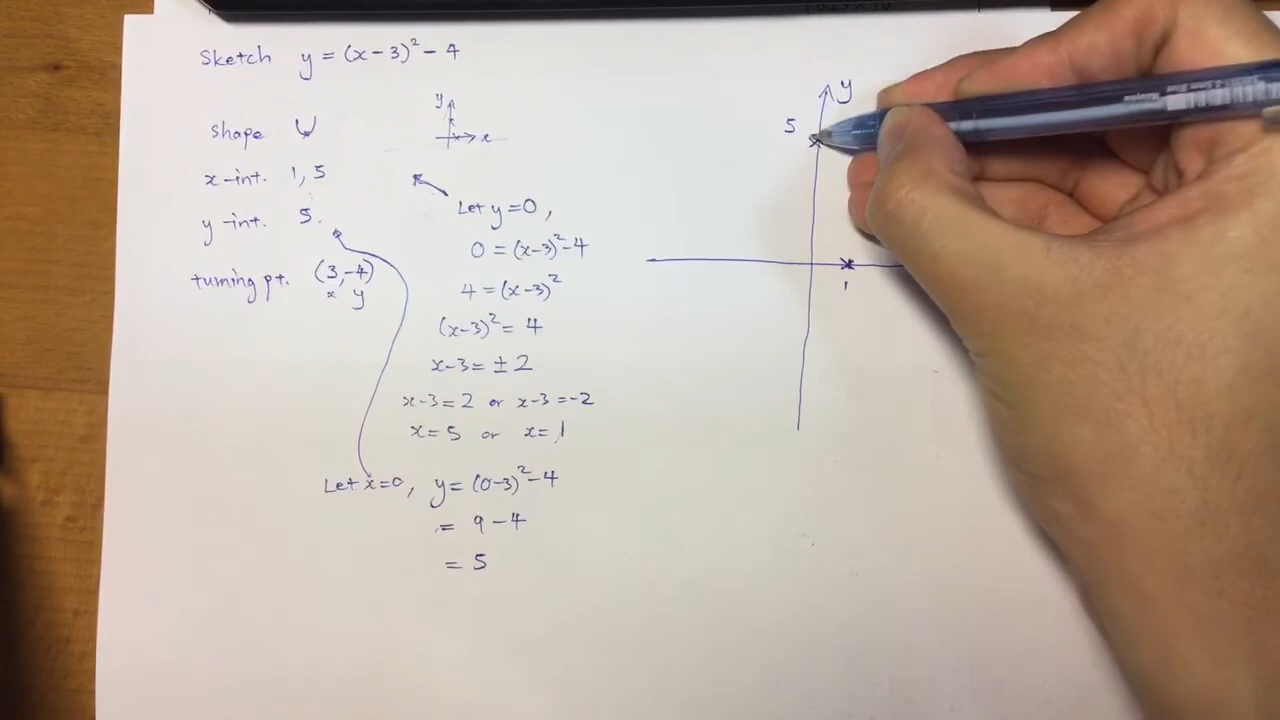 Sketch y = (x-3)² - 4
shape
x-int. 1, 5
y-int. 5.
turning pt. (3, -4)
x y
y
x
Let y = 0,
0 = (x-3)² - 4
4 = (x-3)²
(x-3)² = 4
x-3 = ± 2
x-3 = 2 or x-3 = -2
x = 5 or x = 1
Let x = 0, y = (0-3)² - 4
= 9 - 4
= 5
y
5
1